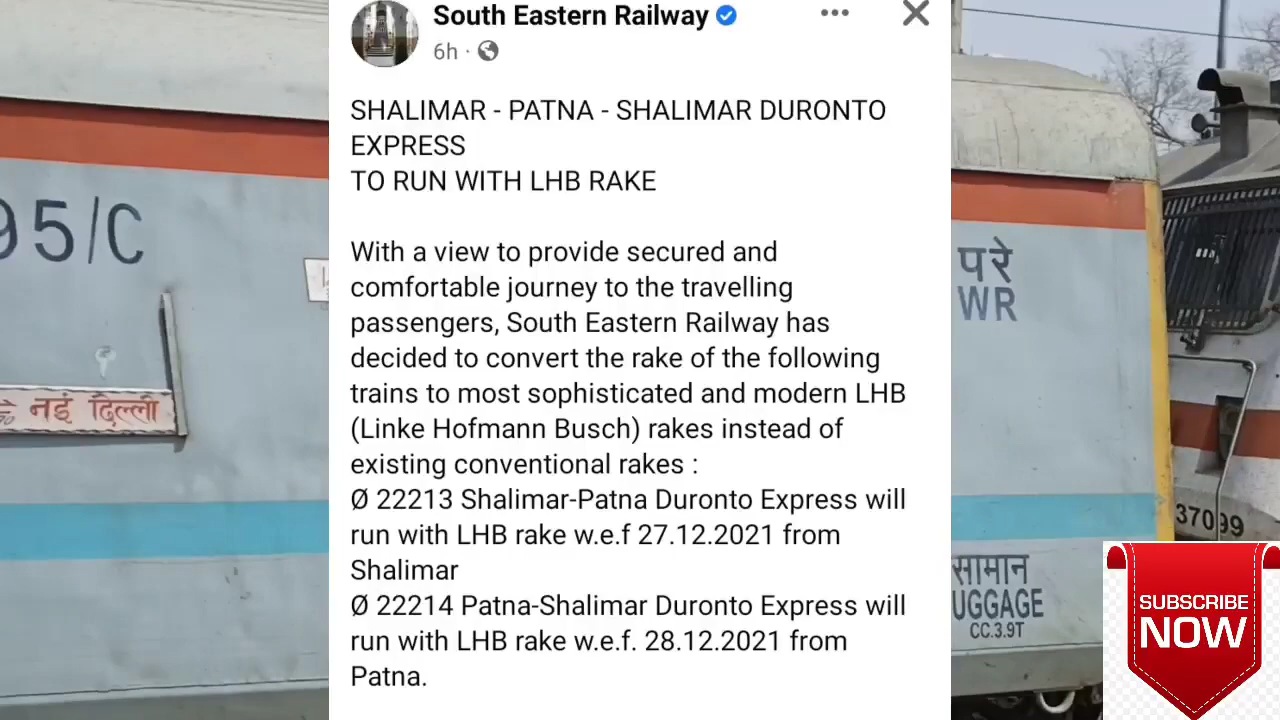 South Eastern Railway
6h
SHALIMAR - PATNA - SHALIMAR DURONTO
EXPRESS
TO RUN WITH LHB RAKE
With a view to provide secured and
comfortable journey to the travelling
passengers, South Eastern Railway has
decided to convert the rake of the following
trains to most sophisticated and modern LHB
(Linke Hofmann Busch) rakes instead of
existing conventional rakes :
Ø 22213 Shalimar-Patna Duronto Express will
run with LHB rake w.e.f 27.12.2021 from
Shalimar
Ø 22214 Patna-Shalimar Duronto Express will
run with LHB rake w.e.f. 28.12.2021 from
Patna.
95/C
नई दिल्ली
परे
WR
37099
सामान
UGGAGE
CC.3.9T
SUBSCRIBE
NOW